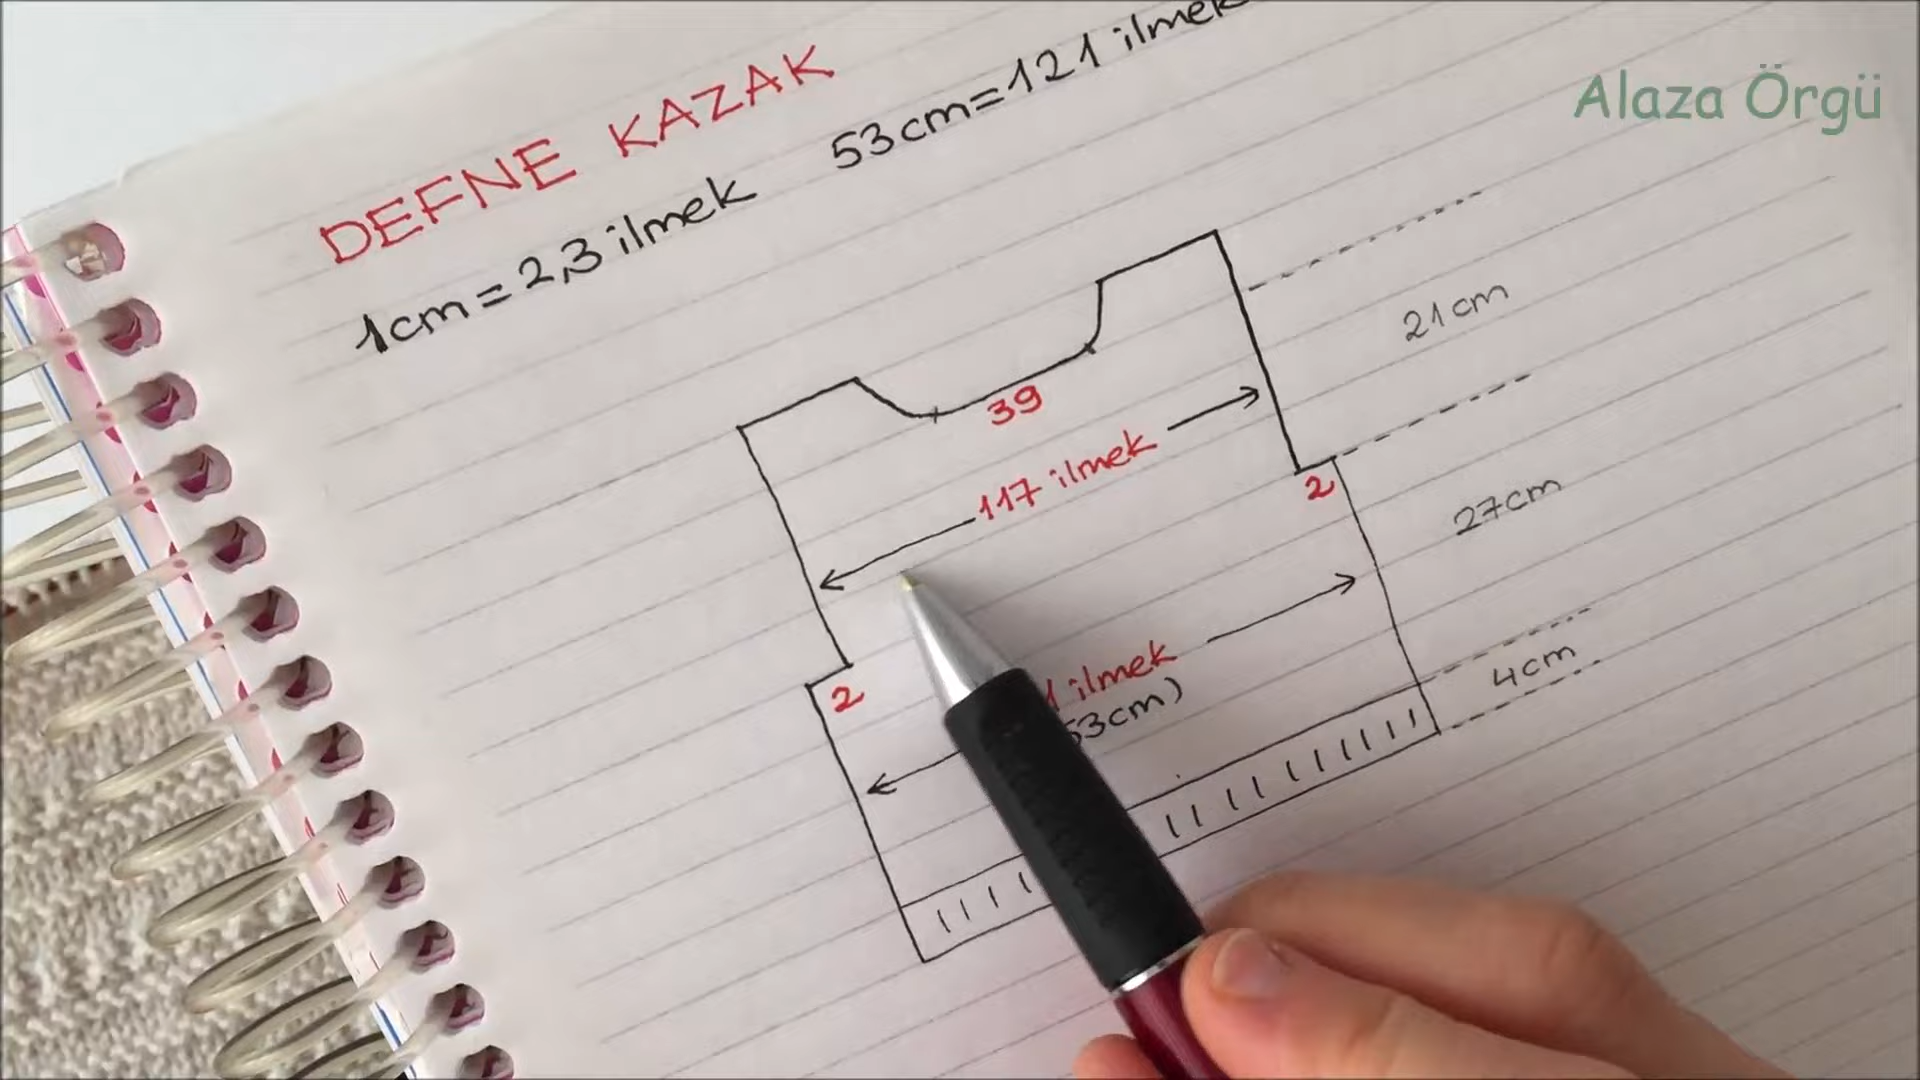 DEFNE KAZAK
Alaza Örgü
1cm = 2,3 ilmek 53cm=121 ilmek
21cm
39
117 ilmek
2
27cm
2
ilmek
53cm)
4cm